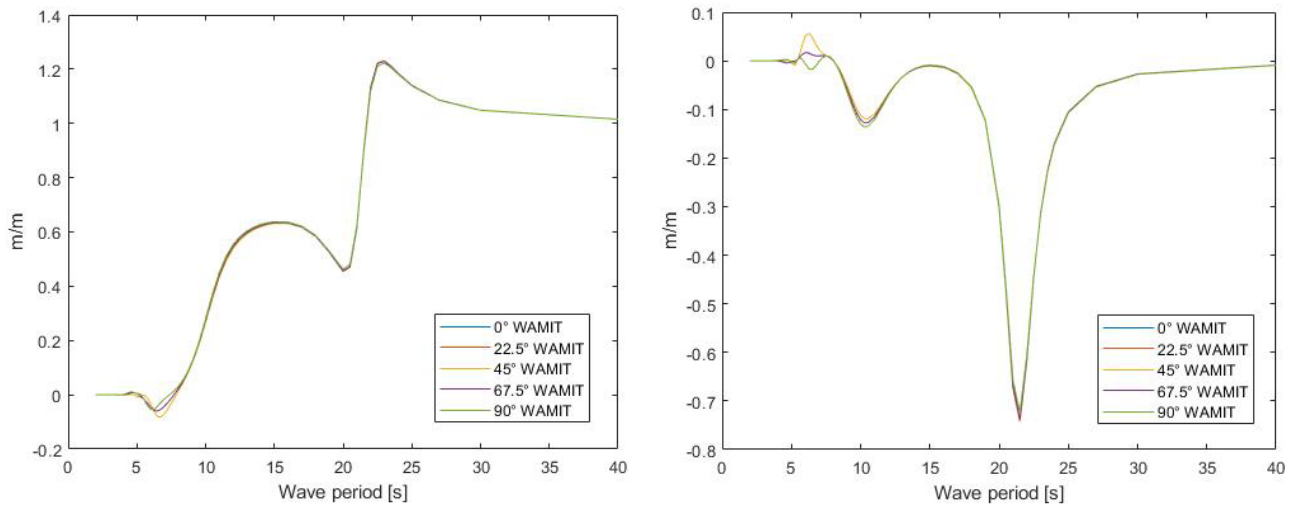 1.4
1.2
1
0.8
0.6
0.4
0.2
0
-0.2
m/m
0° WAMIT
22.5° WAMIT
45° WAMIT
67.5° WAMIT
90° WAMIT
0 5 10 15 20 25 30 35 40
Wave period [s]
0.1
0
-0.1
-0.2
-0.3
-0.4
-0.5
-0.6
-0.7
-0.8
m/m
0° WAMIT
22.5° WAMIT
45° WAMIT
67.5° WAMIT
90° WAMIT
0 5 10 15 20 25 30 35 40
Wave period [s]